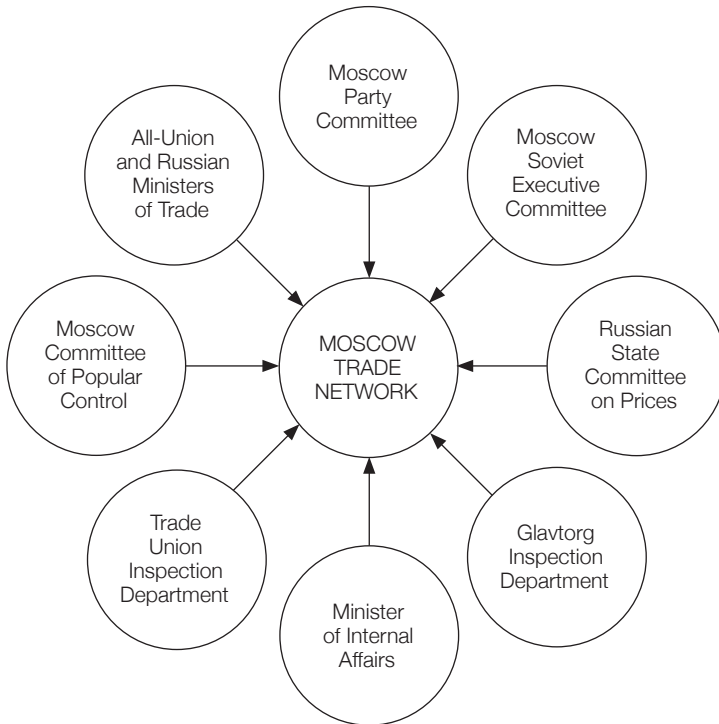 Moscow
Party
Committee
All-Union
and Russian
Ministers
of Trade
Moscow
Soviet
Executive
Committee
Moscow
Committee
of Popular
Control
MOSCOW
TRADE
NETWORK
Russian
State
Committee
on Prices
Trade
Union
Inspection
Department
Glavtorg
Inspection
Department
Minister
of Internal
Affairs